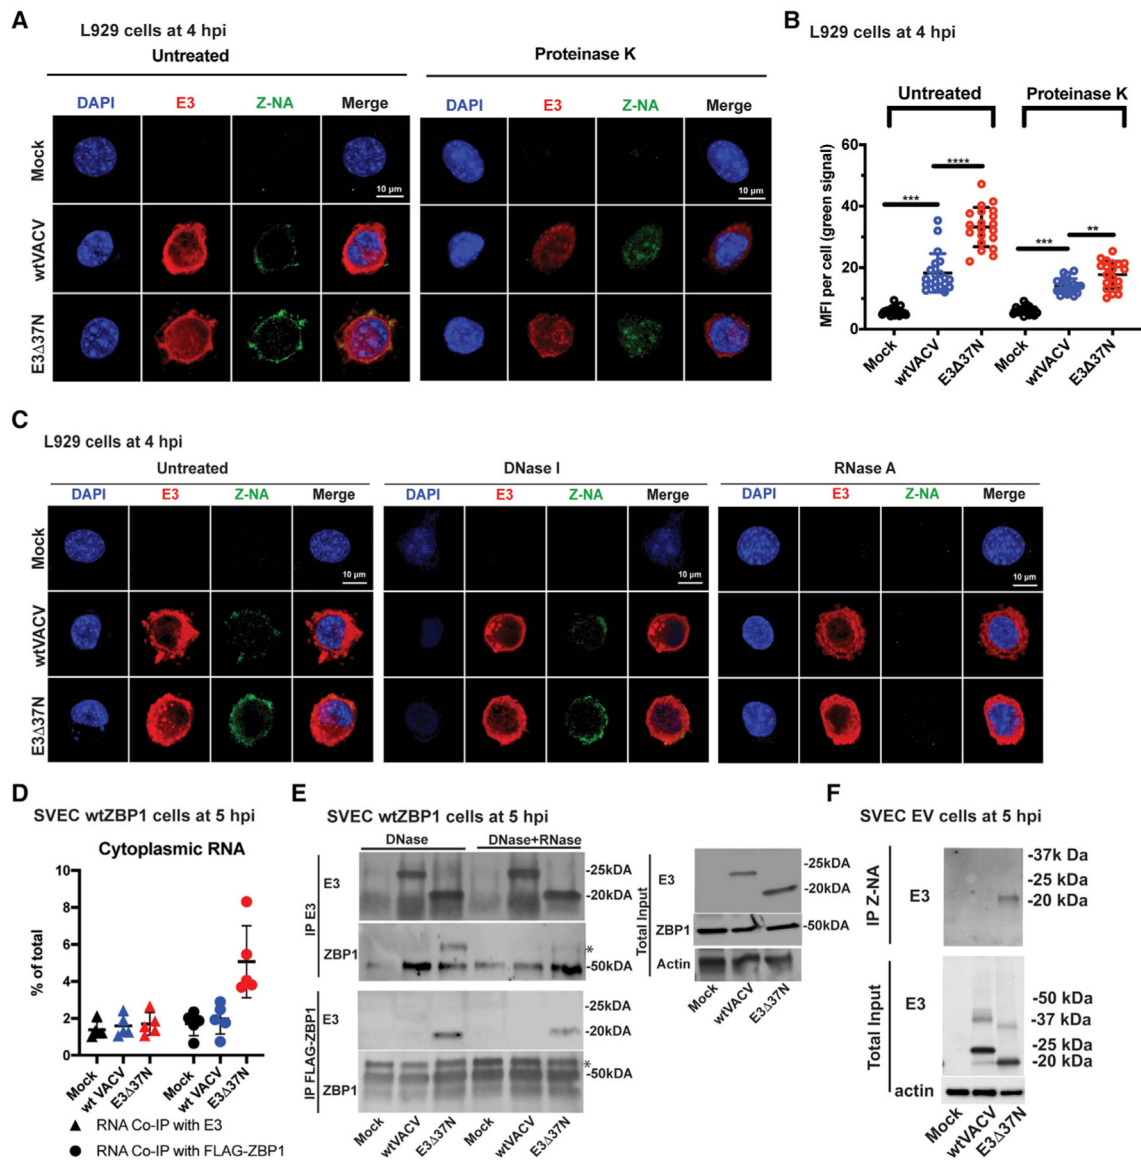 A
L929 cells at 4 hpi
Untreated
Proteinase K
DAPI E3 Z-NA Merge
DAPI E3 Z-NA Merge
Mock
10 µm
10 µm
wtVACV
E3Δ37N
B
L929 cells at 4 hpi
Untreated Proteinase K
MFI per cell (green signal)
60
40
20
0
*** **** *** **
Mock wtVACV E3Δ37N Mock wtVACV E3Δ37N
C
L929 cells at 4 hpi
Untreated
DNase I
RNase A
DAPI E3 Z-NA Merge
DAPI E3 Z-NA Merge
DAPI E3 Z-NA Merge
Mock
10 µm
10 µm
10 µm
wtVACV
E3Δ37N
D
SVEC wtZBP1 cells at 5 hpi
Cytoplasmic RNA
% of total
10
8
6
4
2
0
Mock wt VACV E3Δ37N Mock wt VACV E3Δ37N
RNA Co-IP with E3
RNA Co-IP with FLAG-ZBP1
E
SVEC wtZBP1 cells at 5 hpi
DNase DNase+RNase
IP E3
E3
-25kDA
-20kDA
ZBP1
*
-50kDA
IP FLAG-ZBP1
E3
-25kDA
-20kDA
ZBP1
*
-50kDA
Mock wtVACV E3Δ37N Mock wtVACV E3Δ37N
Total Input
E3
-25kDA
-20kDA
ZBP1
-50kDA
Actin
Mock wtVACV E3Δ37N
F
SVEC EV cells at 5 hpi
IP Z-NA
E3
-37k Da
-25 kDa
-20 kDa
Total Input
E3
-50 kDa
-37 kDa
-25 kDa
-20 kDa
actin
Mock wtVACV E3Δ37N